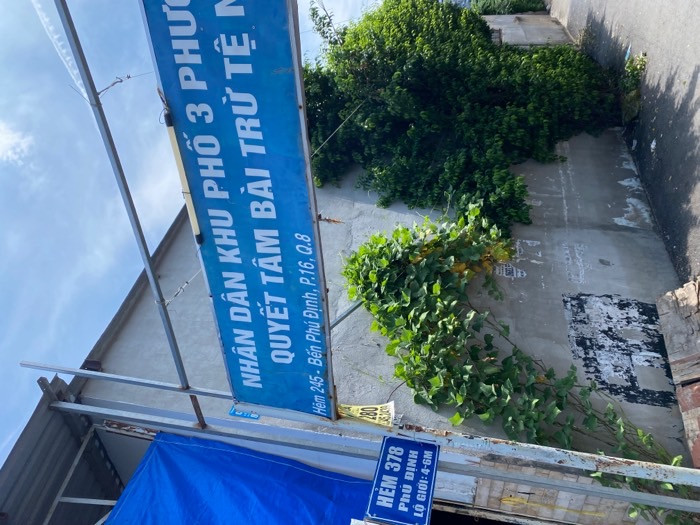 NHÂN DÂN KHU PHỐ 3 PHƯ
QUYẾT TÂM BÀI TRỪ TỆ N
Hẻm 245 - Bến Phú Định, P.16, Q.8
HẺM 378
PHÚ ĐỊNH
LỘ GIỚI: 4-6M